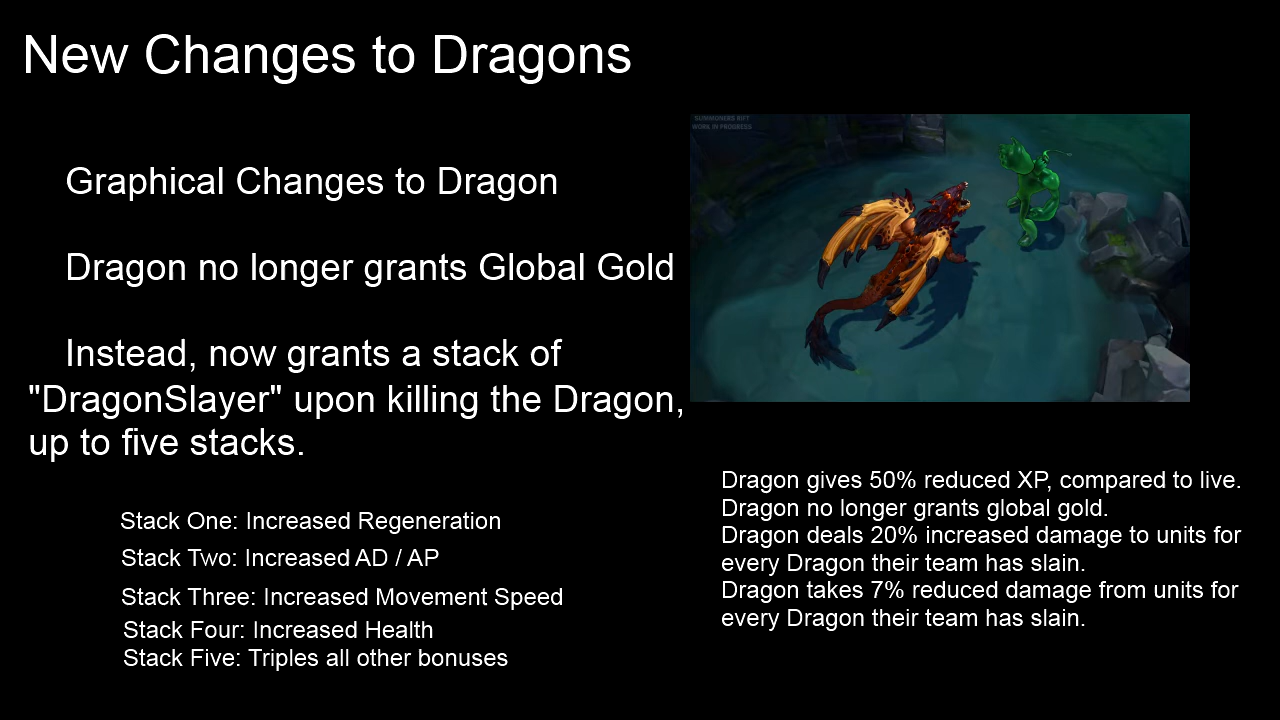 New Changes to Dragons
SUMMONERS RIFT
WORK IN PROGRESS
Graphical Changes to Dragon
Dragon no longer grants Global Gold
Instead, now grants a stack of
"DragonSlayer" upon killing the Dragon,
up to five stacks.
Stack One: Increased Regeneration
Stack Two: Increased AD / AP
Stack Three: Increased Movement Speed
Stack Four: Increased Health
Stack Five: Triples all other bonuses
Dragon gives 50% reduced XP, compared to live.
Dragon no longer grants global gold.
Dragon deals 20% increased damage to units for
every Dragon their team has slain.
Dragon takes 7% reduced damage from units for
every Dragon their team has slain.